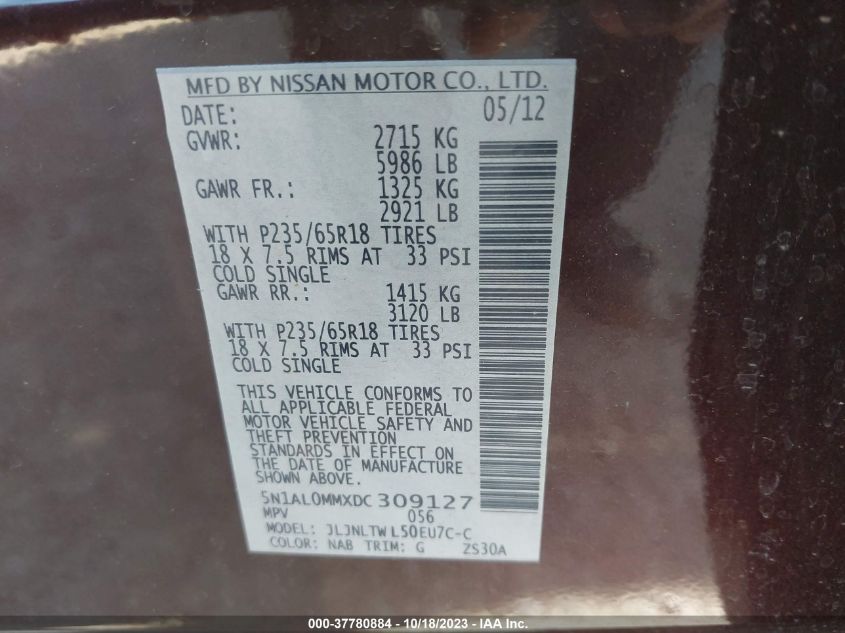 MFD BY NISSAN MOTOR CO., LTD.
DATE: 05/12
GVWR: 2715 KG
5986 LB
GAWR FR.: 1325 KG
2921 LB
WITH P235/65R18 TIRES
18 X 7.5 RIMS AT 33 PSI
COLD SINGLE
GAWR RR.: 1415 KG
3120 LB
WITH P235/65R18 TIRES
18 X 7.5 RIMS AT 33 PSI
COLD SINGLE
THIS VEHICLE CONFORMS TO
ALL APPLICABLE FEDERAL
MOTOR VEHICLE SAFETY AND
THEFT PREVENTION
STANDARDS IN EFFECT ON
THE DATE OF MANUFACTURE
SHOWN ABOVE.
5N1AL0MMXDC 309127
MPV 056
MODEL: JLJNLTW L50EU7C-C
COLOR: NAB TRIM: G ZS30A
000-37780884 - 10/18/2023 - IAA Inc.